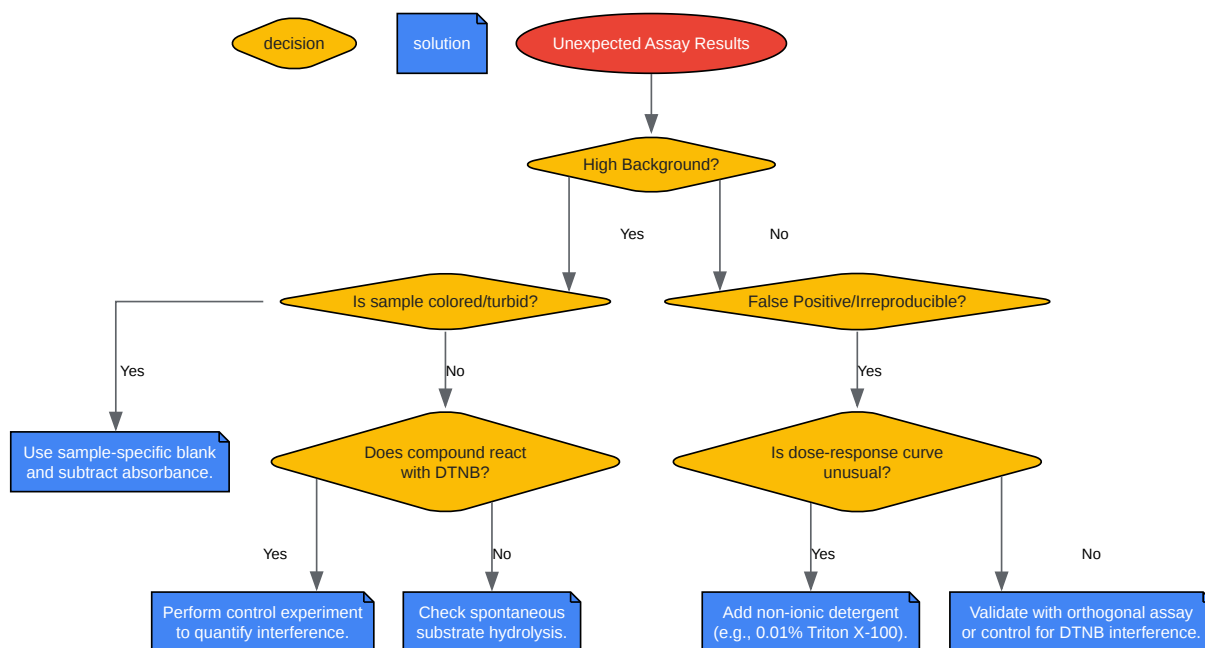 decision
solution
Unexpected Assay Results
High Background?
Yes
No
Is sample colored/turbid?
False Positive/Irreproducible?
Yes
No
Yes
Use sample-specific blank
and subtract absorbance.
Does compound react
with DTNB?
Is dose-response curve
unusual?
Yes
No
Yes
No
Perform control experiment
to quantify interference.
Check spontaneous
substrate hydrolysis.
Add non-ionic detergent
(e.g., 0.01% Triton X-100).
Validate with orthogonal assay
or control for DTNB interference.